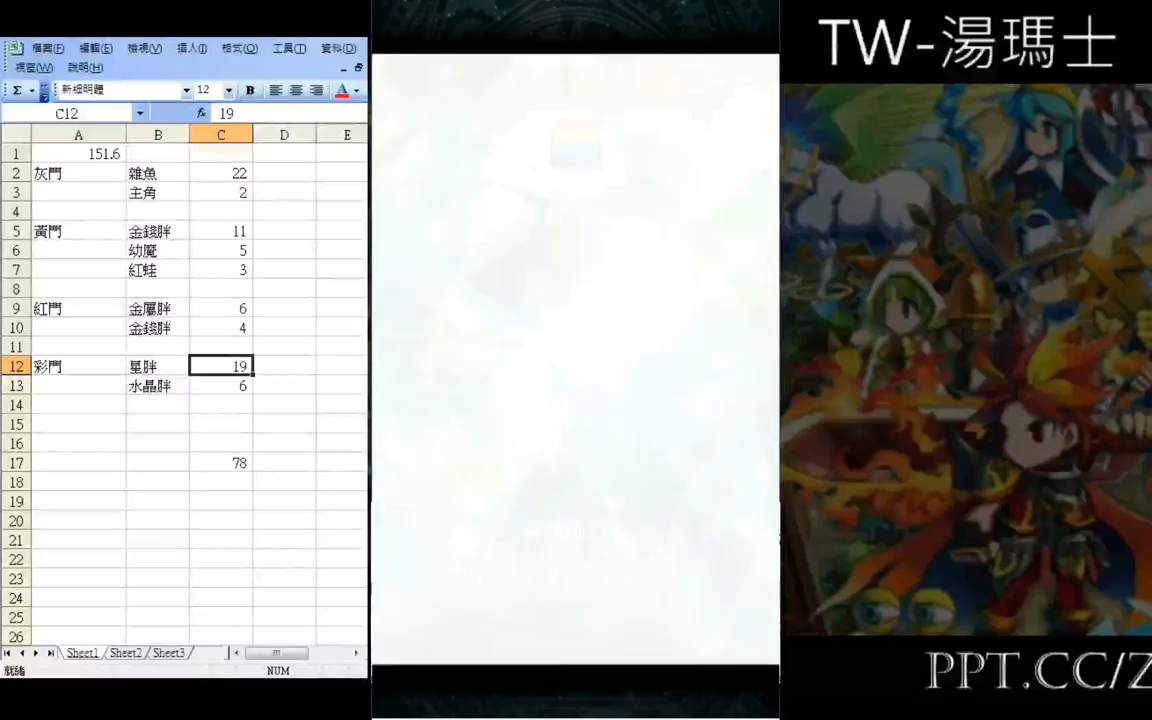 檔案(F) 編輯(E) 檢視(V) 插入(I) 格式(O) 工具(T) 資料(D)
視窗(W) 說明(H)
Σ 新細明體 12 B A
C12 fx 19
A B C D E
1 151.6
2 灰門 雜魚 22
3 主角 2
4
5 黃門 金錢胖 11
6 幼魔 5
7 紅蛙 3
8
9 紅門 金屬胖 6
10 金錢胖 4
11
12 彩門 星胖 19
13 水晶胖 6
14
15
16
17 78
18
19
20
21
22
23
24
25
26
Sheet1 Sheet2 Sheet3
就緒 NUM
TW-湯瑪士
PPT.CC/Z